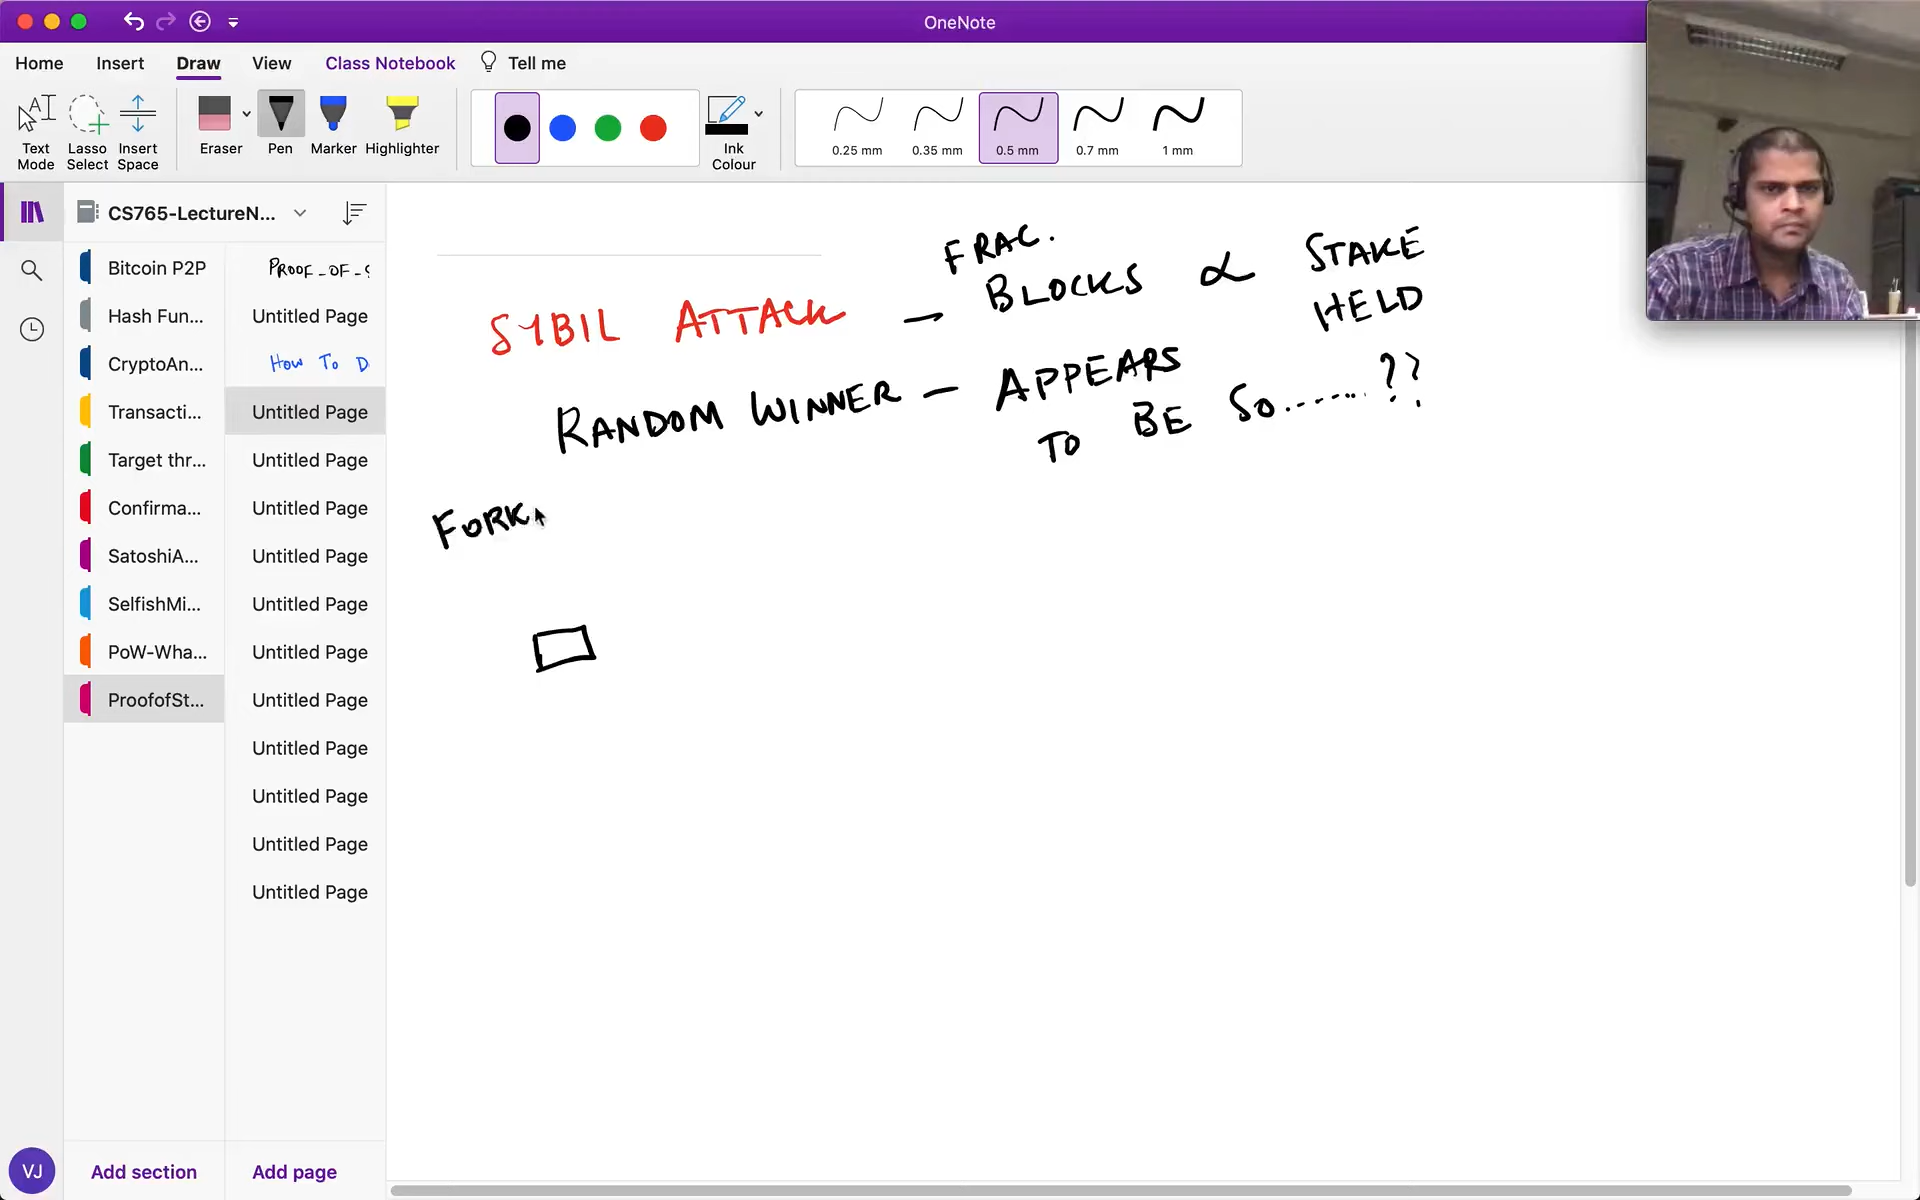 OneNote
Home Insert Draw View Class Notebook Tell me
Text Mode
Lasso Select
Insert Space
Eraser
Pen
Marker
Highlighter
Ink Colour
0.25 mm
0.35 mm
0.5 mm
0.7 mm
1 mm
CS765-LectureN...
Bitcoin P2P
Hash Fun...
CryptoAn...
Transacti...
Target thr...
Confirma...
SatoshiA...
SelfishMi...
PoW-Wha...
ProofofSt...
PROOF-OF-S
Untitled Page
HOW TO D
Untitled Page
Untitled Page
Untitled Page
Untitled Page
Untitled Page
Untitled Page
Untitled Page
Untitled Page
Untitled Page
Untitled Page
Untitled Page
Untitled Page
FRAC.
SYBIL ATTACK – BLOCKS ∝ STAKE HELD
RANDOM WINNER – APPEARS
TO BE SO....... ??
FORK
VJ
Add section
Add page